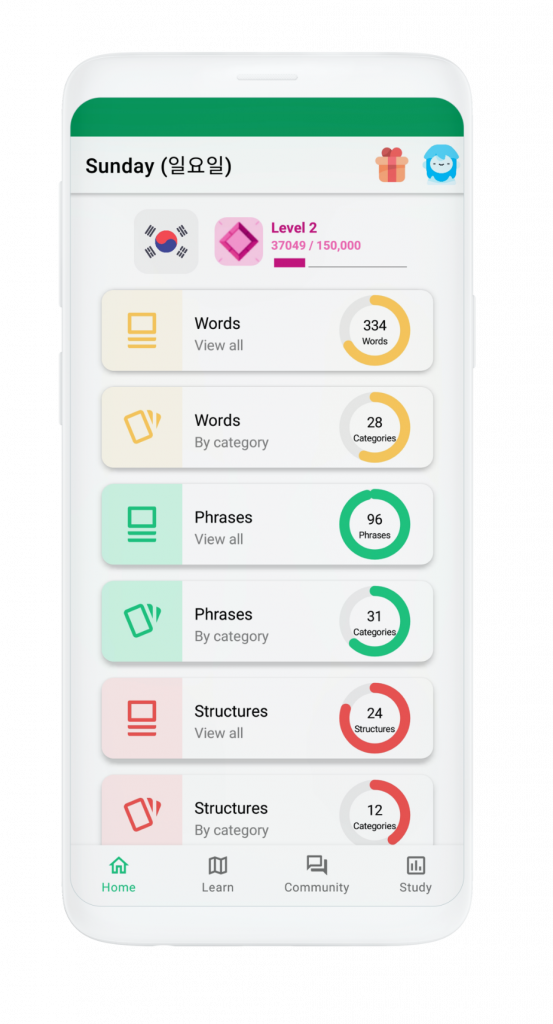 Sunday (일요일)
Level 2
37049 / 150,000
Words
View all
334
Words
Words
By category
28
Categories
Phrases
View all
96
Phrases
Phrases
By category
31
Categories
Structures
View all
24
Structures
Structures
By category
12
Categories
Home
Learn
Community
Study